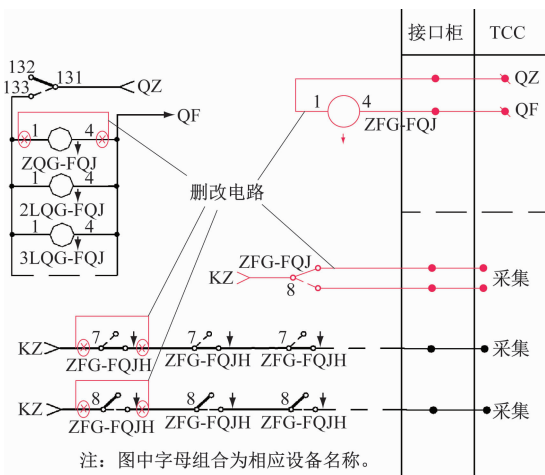 接口柜 TCC
132
131
133
QZ
QZ
1 4
ZFG-FQJ
QF
QF
1 4
ZQG-FQJ
1 4
2LQG-FQJ
1 4
3LQG-FQJ
删改电路
ZFG-FQJ
KZ
8
采集
KZ
7 7 7
ZFG-FQJH ZFG-FQJH ZFG-FQJH
采集
KZ
8 8 8
ZFG-FQJH ZFG-FQJH ZFG-FQJH
采集
注：图中字母组合为相应设备名称。